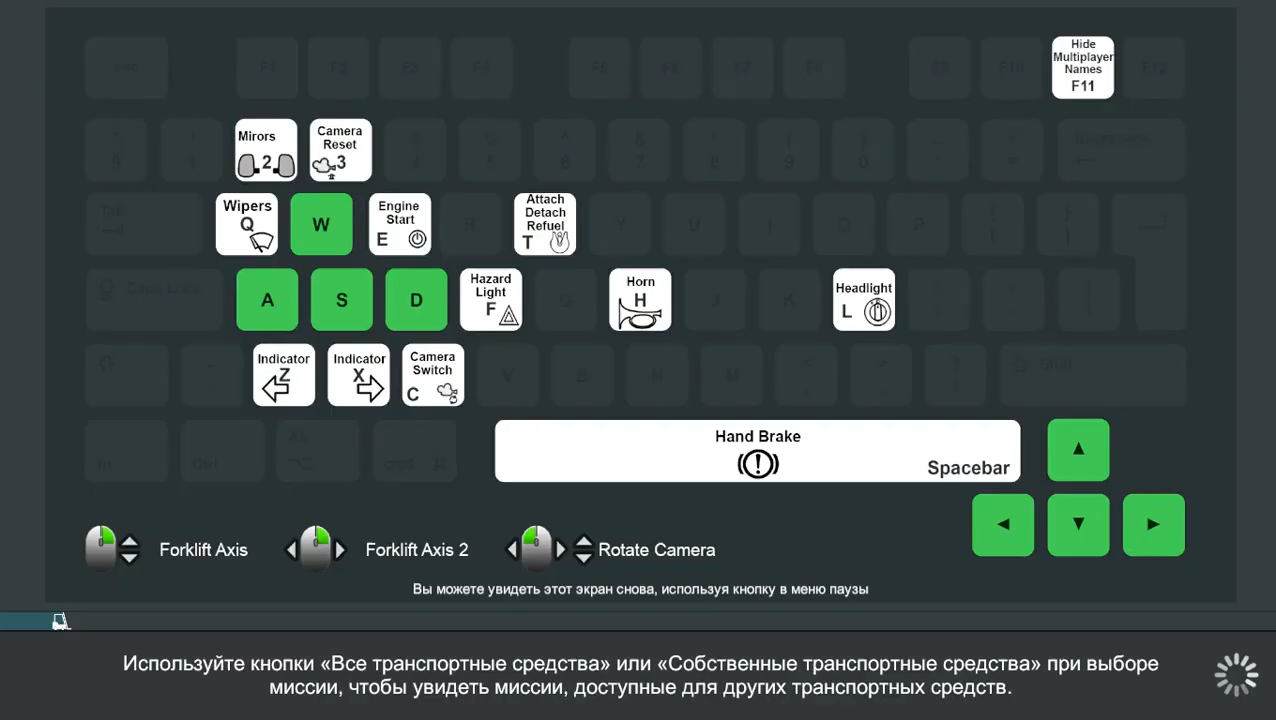 Hide
Multiplayer
Names
F11
Mirors
2
Camera
Reset
3
Wipers
Q
W
Engine
Start
E
Attach
Detach
Refuel
T
A
S
D
Hazard
Light
F
Horn
H
Headlight
L
Indicator
Z
Indicator
X
Camera
Switch
C
Hand Brake
Spacebar
Forklift Axis
Forklift Axis 2
Rotate Camera
Вы можете увидеть этот экран снова, используя кнопку в меню паузы
Используйте кнопки «Все транспортные средства» или «Собственные транспортные средства» при выборе
миссии, чтобы увидеть миссии, доступные для других транспортных средств.